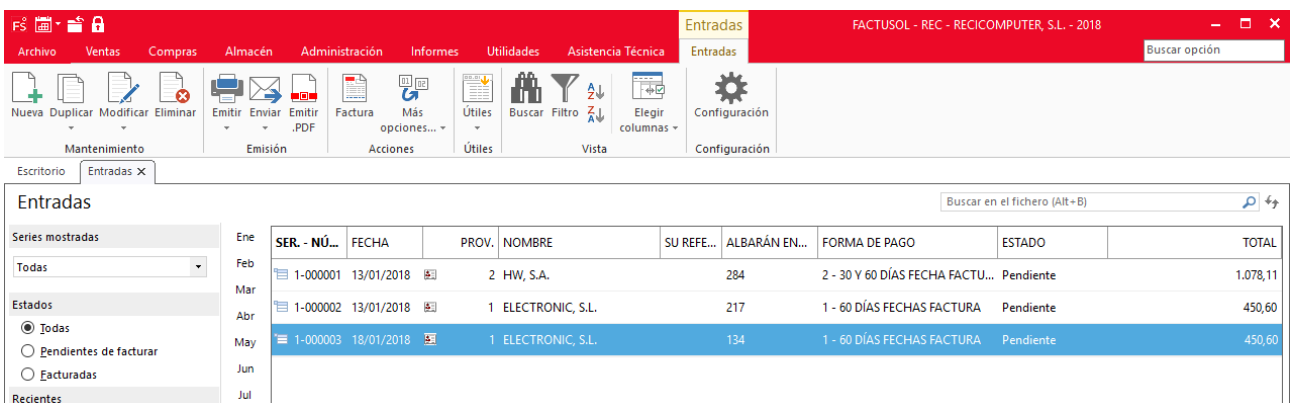 FS Entradas FACTUSOL - REC - RECICOMPUTER, S.L. - 2018
Archivo Ventas Compras Almacén Administración Informes Utilidades Asistencia Técnica Entradas Buscar opción
Nueva Duplicar Modificar Eliminar Emitir Enviar Emitir .PDF Factura Más opciones... Útiles Buscar Filtro Elegir columnas Configuración
Mantenimiento Emisión Acciones Útiles Vista Configuración
Escritorio Entradas
Entradas Buscar en el fichero (Alt+B)
Series mostradas
Todas
Estados
Todas
Pendientes de facturar
Facturadas
Recientes
Ene
Feb
Mar
Abr
May
Jun
Jul
SER. - NÚ... FECHA PROV. NOMBRE SU REFE... ALBARÁN EN... FORMA DE PAGO ESTADO TOTAL
1-000001 13/01/2018 2 HW, S.A. 284 2 - 30 Y 60 DÍAS FECHA FACTU... Pendiente 1.078,11
1-000002 13/01/2018 1 ELECTRONIC, S.L. 217 1 - 60 DÍAS FECHAS FACTURA Pendiente 450,60
1-000003 18/01/2018 1 ELECTRONIC, S.L. 134 1 - 60 DÍAS FECHAS FACTURA Pendiente 450,60